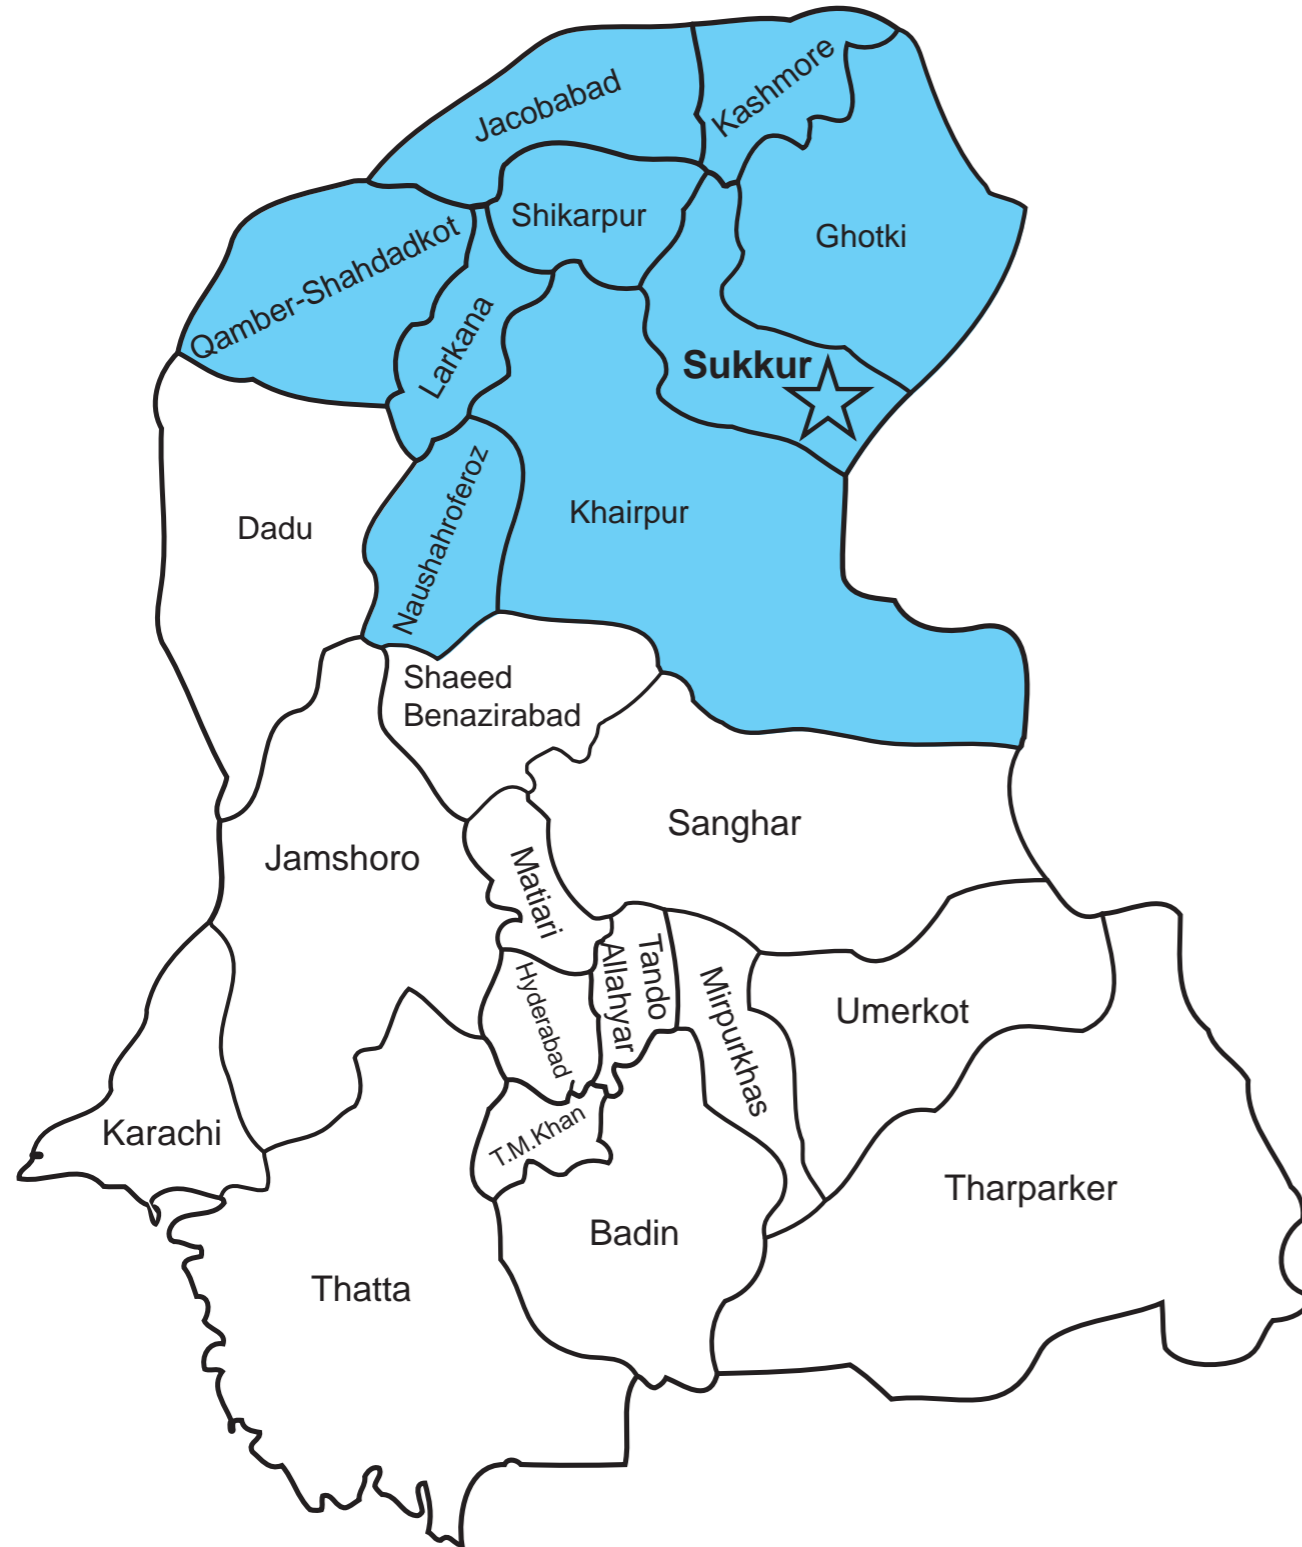 Kashmore
Jacobabad
Shikarpur
Ghotki
Qamber-Shahdadkot
Larkana
Sukkur
Khairpur
Dadu
Naushahroferoz
Shaeed
Benazirabad
Sanghar
Jamshoro
Matiari
Tando
Allahyar
Hyderabad
Mirpurkhas
Umerkot
Karachi
T.M.Khan
Tharparker
Badin
Thatta